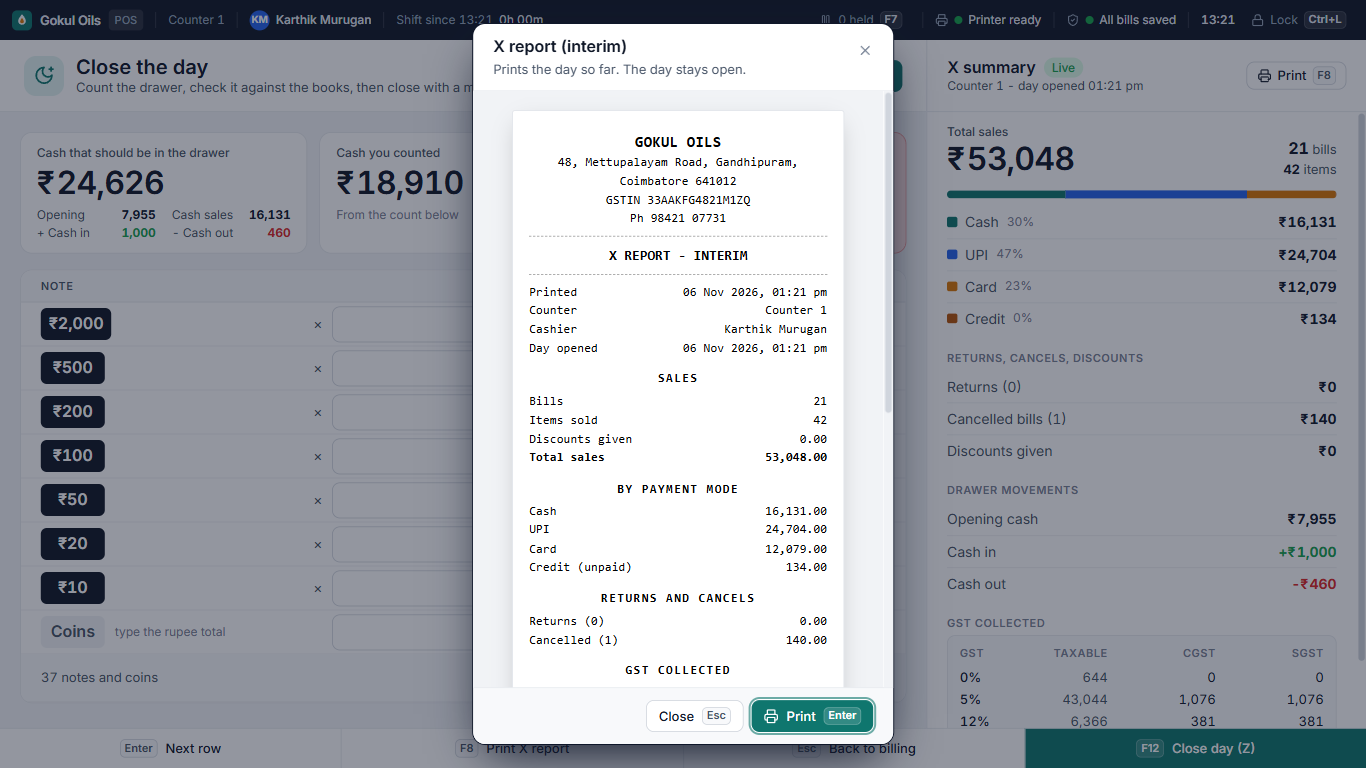 Gokul Oils POS Counter 1 KM Karthik Murugan Shift since 13:21 0h 00m 0 held F7 Printer ready All bills saved 13:21 Lock Ctrl+L
Close the day
Count the drawer, check it against the books, then close with a
Cash that should be in the drawer
₹24,626
Opening 7,955 Cash sales 16,131
+ Cash in 1,000 - Cash out 460
Cash you counted
₹18,910
From the count below
NOTE
₹2,000 ×
₹500 ×
₹200 ×
₹100 ×
₹50 ×
₹20 ×
₹10 ×
Coins type the rupee total
37 notes and coins
X report (interim)
Prints the day so far. The day stays open.
GOKUL OILS
48, Mettupalayam Road, Gandhipuram,
Coimbatore 641012
GSTIN 33AAKFG4821M1ZQ
Ph 98421 07731
X REPORT - INTERIM
Printed 06 Nov 2026, 01:21 pm
Counter Counter 1
Cashier Karthik Murugan
Day opened 06 Nov 2026, 01:21 pm
SALES
Bills 21
Items sold 42
Discounts given 0.00
Total sales 53,048.00
BY PAYMENT MODE
Cash 16,131.00
UPI 24,704.00
Card 12,079.00
Credit (unpaid) 134.00
RETURNS AND CANCELS
Returns (0) 0.00
Cancelled (1) 140.00
GST COLLECTED
Close Esc Print Enter
X summary Live
Counter 1 - day opened 01:21 pm
Print F8
Total sales
₹53,048
21 bills
42 items
Cash 30% ₹16,131
UPI 47% ₹24,704
Card 23% ₹12,079
Credit 0% ₹134
RETURNS, CANCELS, DISCOUNTS
Returns (0) ₹0
Cancelled bills (1) ₹140
Discounts given ₹0
DRAWER MOVEMENTS
Opening cash ₹7,955
Cash in +₹1,000
Cash out -₹460
GST COLLECTED
GST TAXABLE CGST SGST
0% 644 0 0
5% 43,044 1,076 1,076
12% 6,366 381 381
Enter Next row F8 Print X report Esc Back to billing F12 Close day (Z)